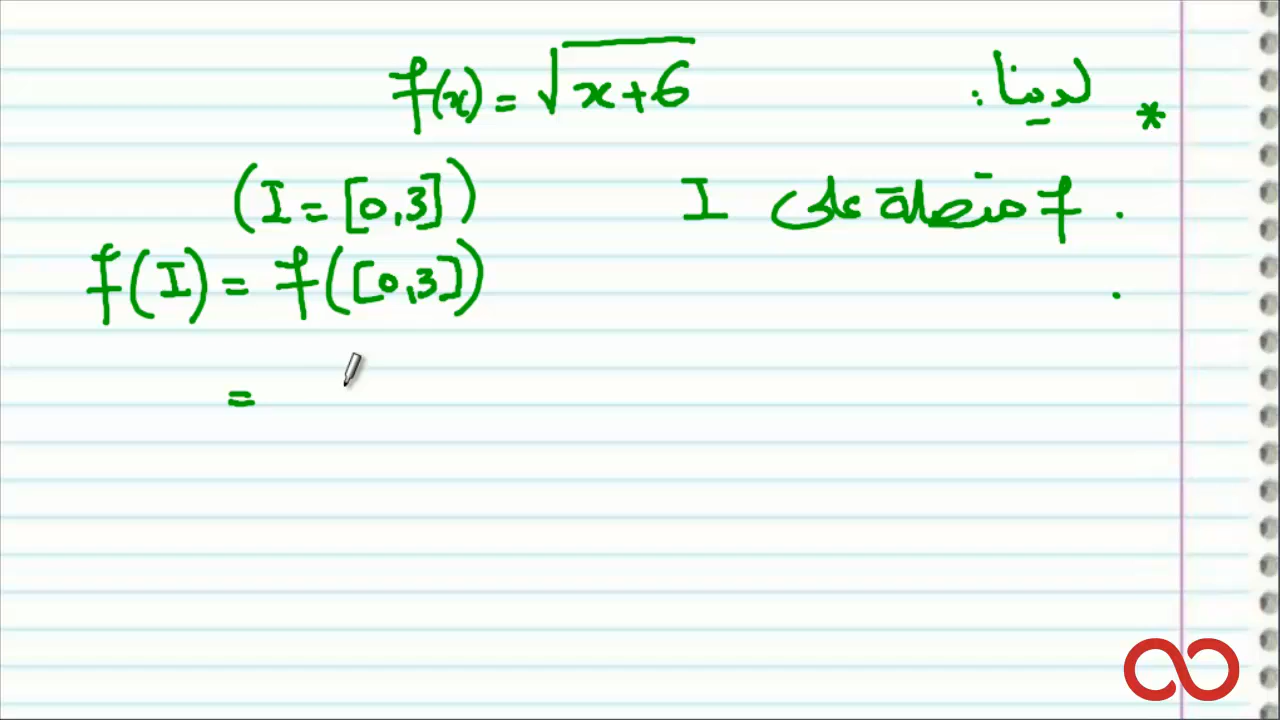 * لدينا : f(x) = √(x+6)
. f متصلة على I (I = [0,3])
. f(I) = f([0,3])
=